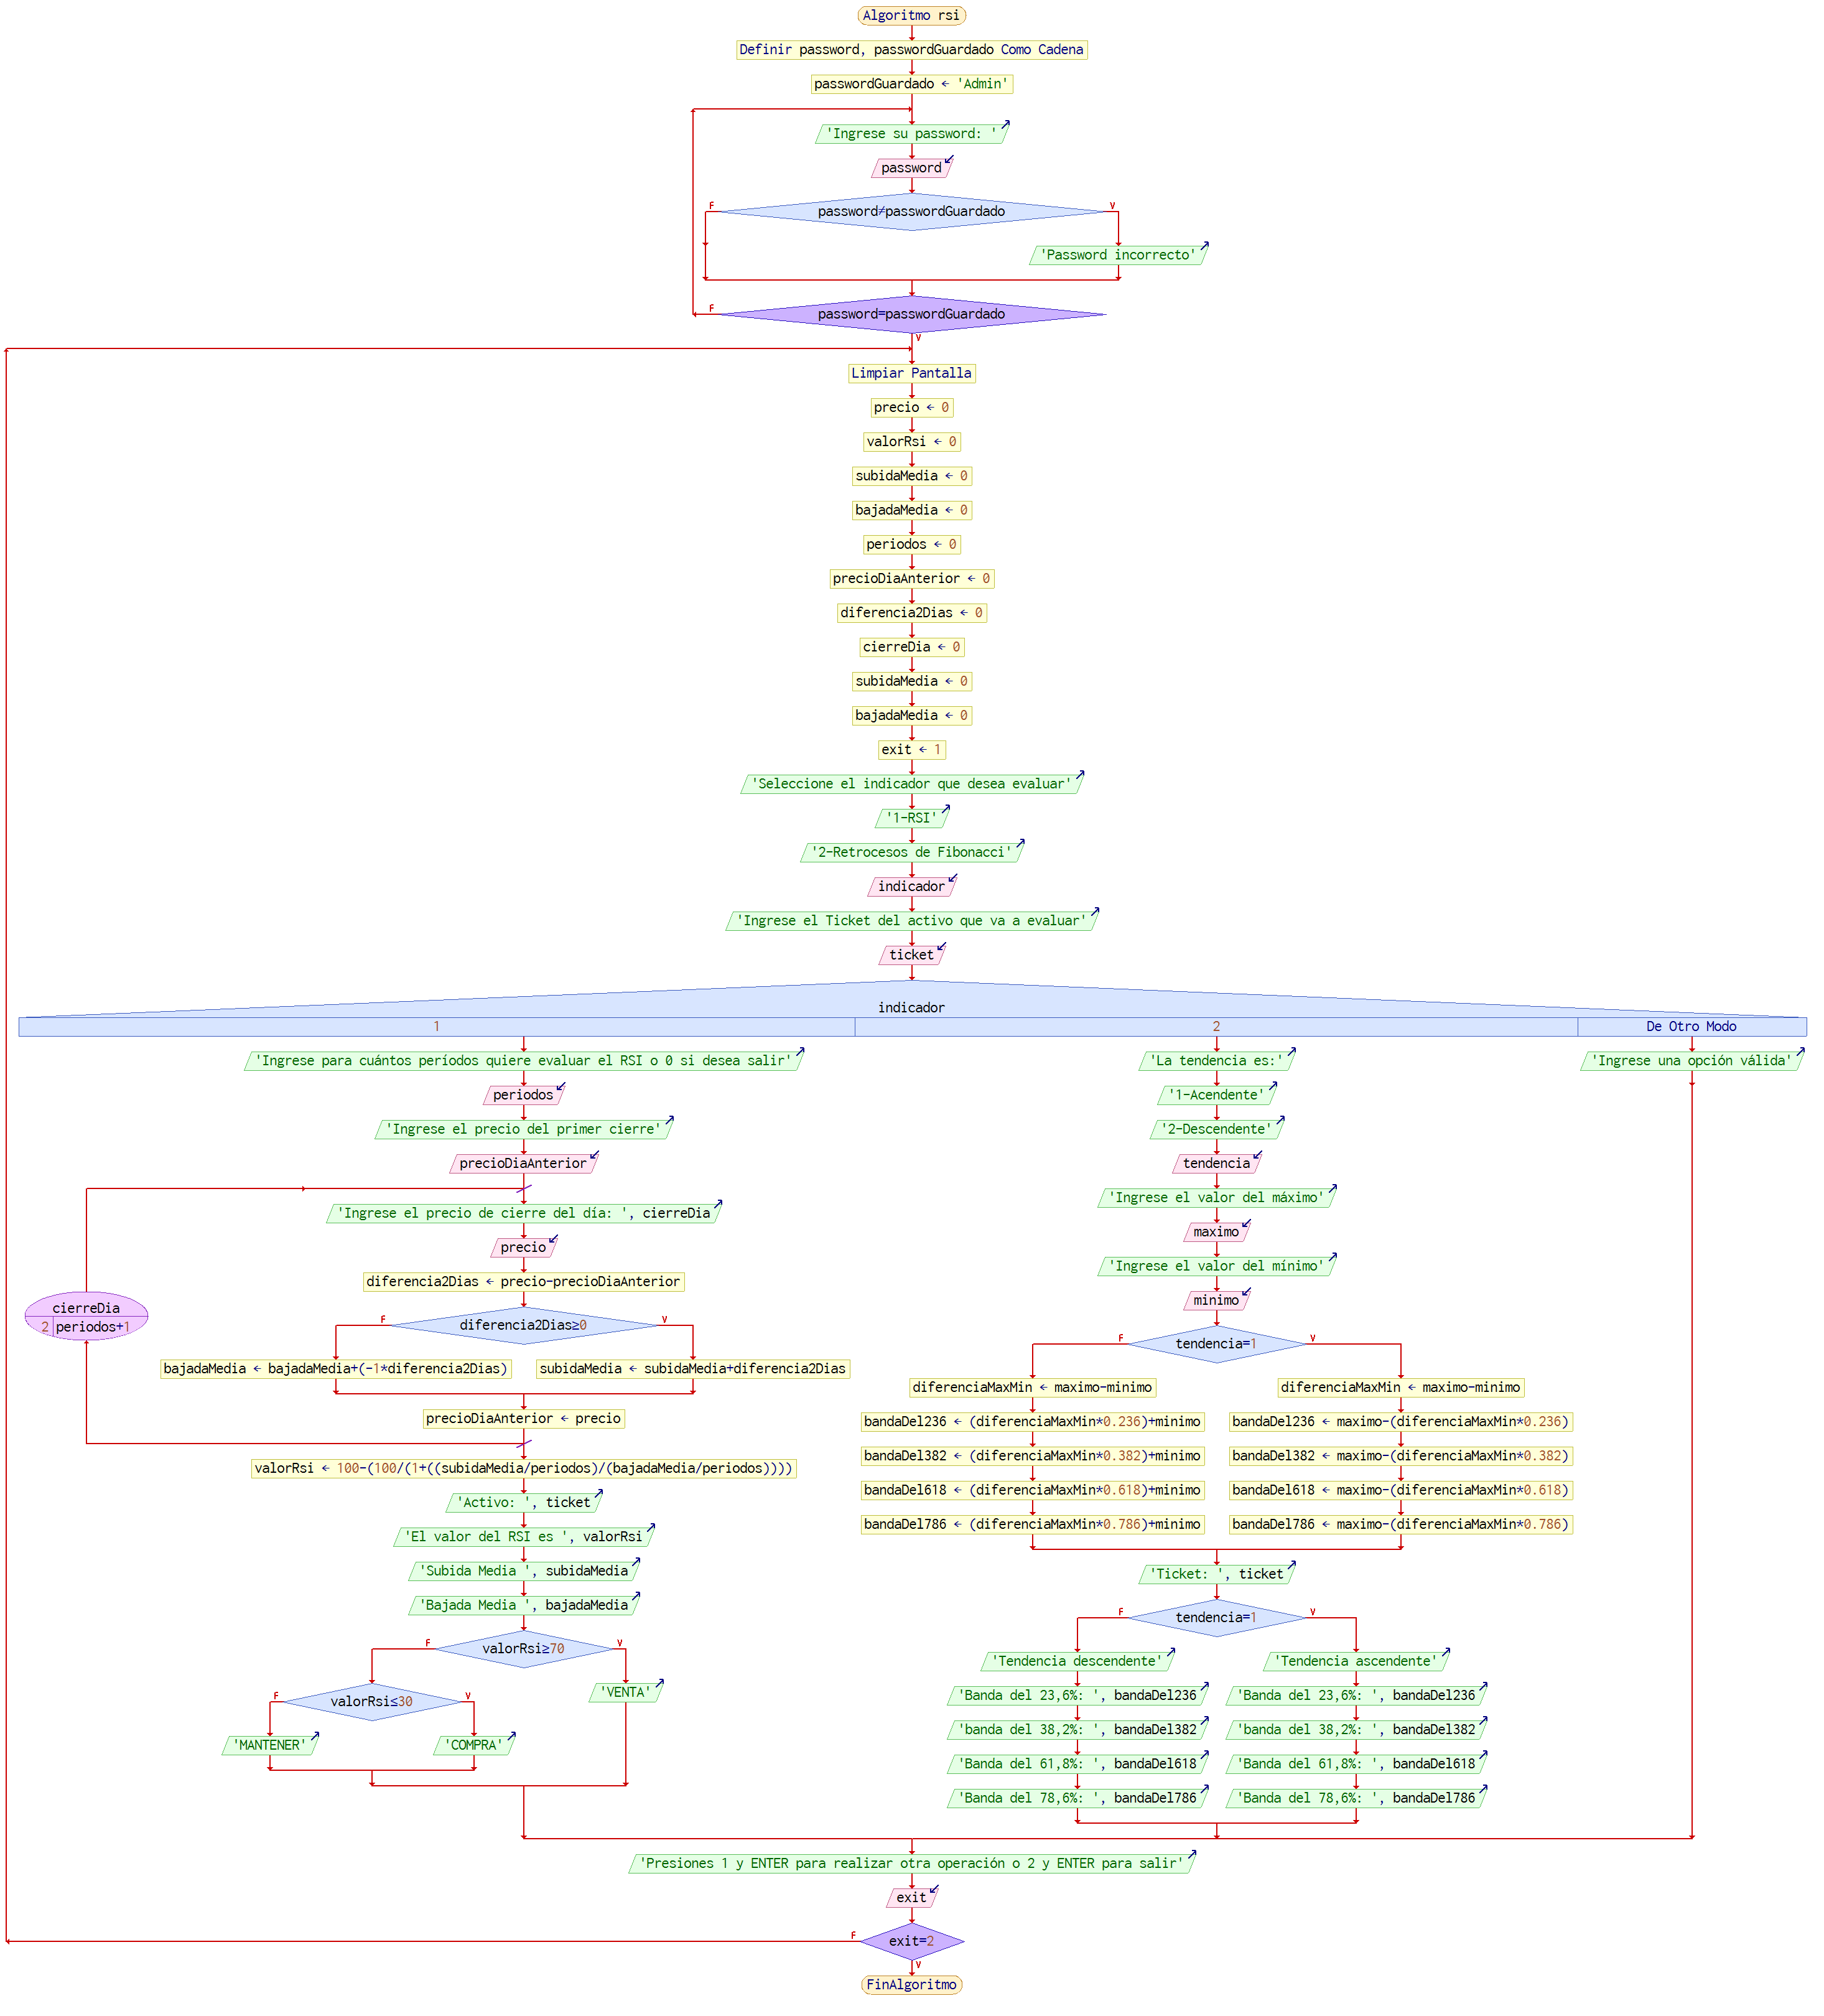 Algoritmo rsi
Definir password, passwordGuardado Como Cadena
passwordGuardado ← 'Admin'
'Ingrese su password: '
password
F
password≠passwordGuardado
V
'Password incorrecto'
F
password=passwordGuardado
V
Limpiar Pantalla
precio ← 0
valorRsi ← 0
subidaMedia ← 0
bajadaMedia ← 0
periodos ← 0
precioDiaAnterior ← 0
diferencia2Dias ← 0
cierreDia ← 0
subidaMedia ← 0
bajadaMedia ← 0
exit ← 1
'Seleccione el indicador que desea evaluar'
'1-RSI'
'2-Retrocesos de Fibonacci'
indicador
'Ingrese el Ticket del activo que va a evaluar'
ticket
indicador
1
'Ingrese para cuántos períodos quiere evaluar el RSI o 0 si desea salir'
periodos
'Ingrese el precio del primer cierre'
precioDiaAnterior
cierreDia
2 periodos+1
'Ingrese el precio de cierre del día: ', cierreDia
precio
diferencia2Dias ← precio-precioDiaAnterior
F
diferencia2Dias≥0
V
bajadaMedia ← bajadaMedia+(-1*diferencia2Dias)
subidaMedia ← subidaMedia+diferencia2Dias
precioDiaAnterior ← precio
valorRsi ← 100-(100/(1+((subidaMedia/periodos)/(bajadaMedia/periodos))))
'Activo: ', ticket
'El valor del RSI es ', valorRsi
'Subida Media ', subidaMedia
'Bajada Media ', bajadaMedia
F
valorRsi≥70
V
F
valorRsi≤30
V
'MANTENER'
'COMPRA'
'VENTA'
2
'La tendencia es:'
'1-Acendente'
'2-Descendente'
tendencia
'Ingrese el valor del máximo'
maximo
'Ingrese el valor del mínimo'
minimo
F
tendencia=1
V
diferenciaMaxMin ← maximo-minimo
bandaDel236 ← (diferenciaMaxMin*0.236)+minimo
bandaDel382 ← (diferenciaMaxMin*0.382)+minimo
bandaDel618 ← (diferenciaMaxMin*0.618)+minimo
bandaDel786 ← (diferenciaMaxMin*0.786)+minimo
diferenciaMaxMin ← maximo-minimo
bandaDel236 ← maximo-(diferenciaMaxMin*0.236)
bandaDel382 ← maximo-(diferenciaMaxMin*0.382)
bandaDel618 ← maximo-(diferenciaMaxMin*0.618)
bandaDel786 ← maximo-(diferenciaMaxMin*0.786)
'Ticket: ', ticket
F
tendencia=1
V
'Tendencia descendente'
'Banda del 23,6%: ', bandaDel236
'banda del 38,2%: ', bandaDel382
'Banda del 61,8%: ', bandaDel618
'Banda del 78,6%: ', bandaDel786
'Tendencia ascendente'
'Banda del 23,6%: ', bandaDel236
'banda del 38,2%: ', bandaDel382
'Banda del 61,8%: ', bandaDel618
'Banda del 78,6%: ', bandaDel786
De Otro Modo
'Ingrese una opción válida'
'Presiones 1 y ENTER para realizar otra operación o 2 y ENTER para salir'
exit
F
exit=2
V
FinAlgoritmo